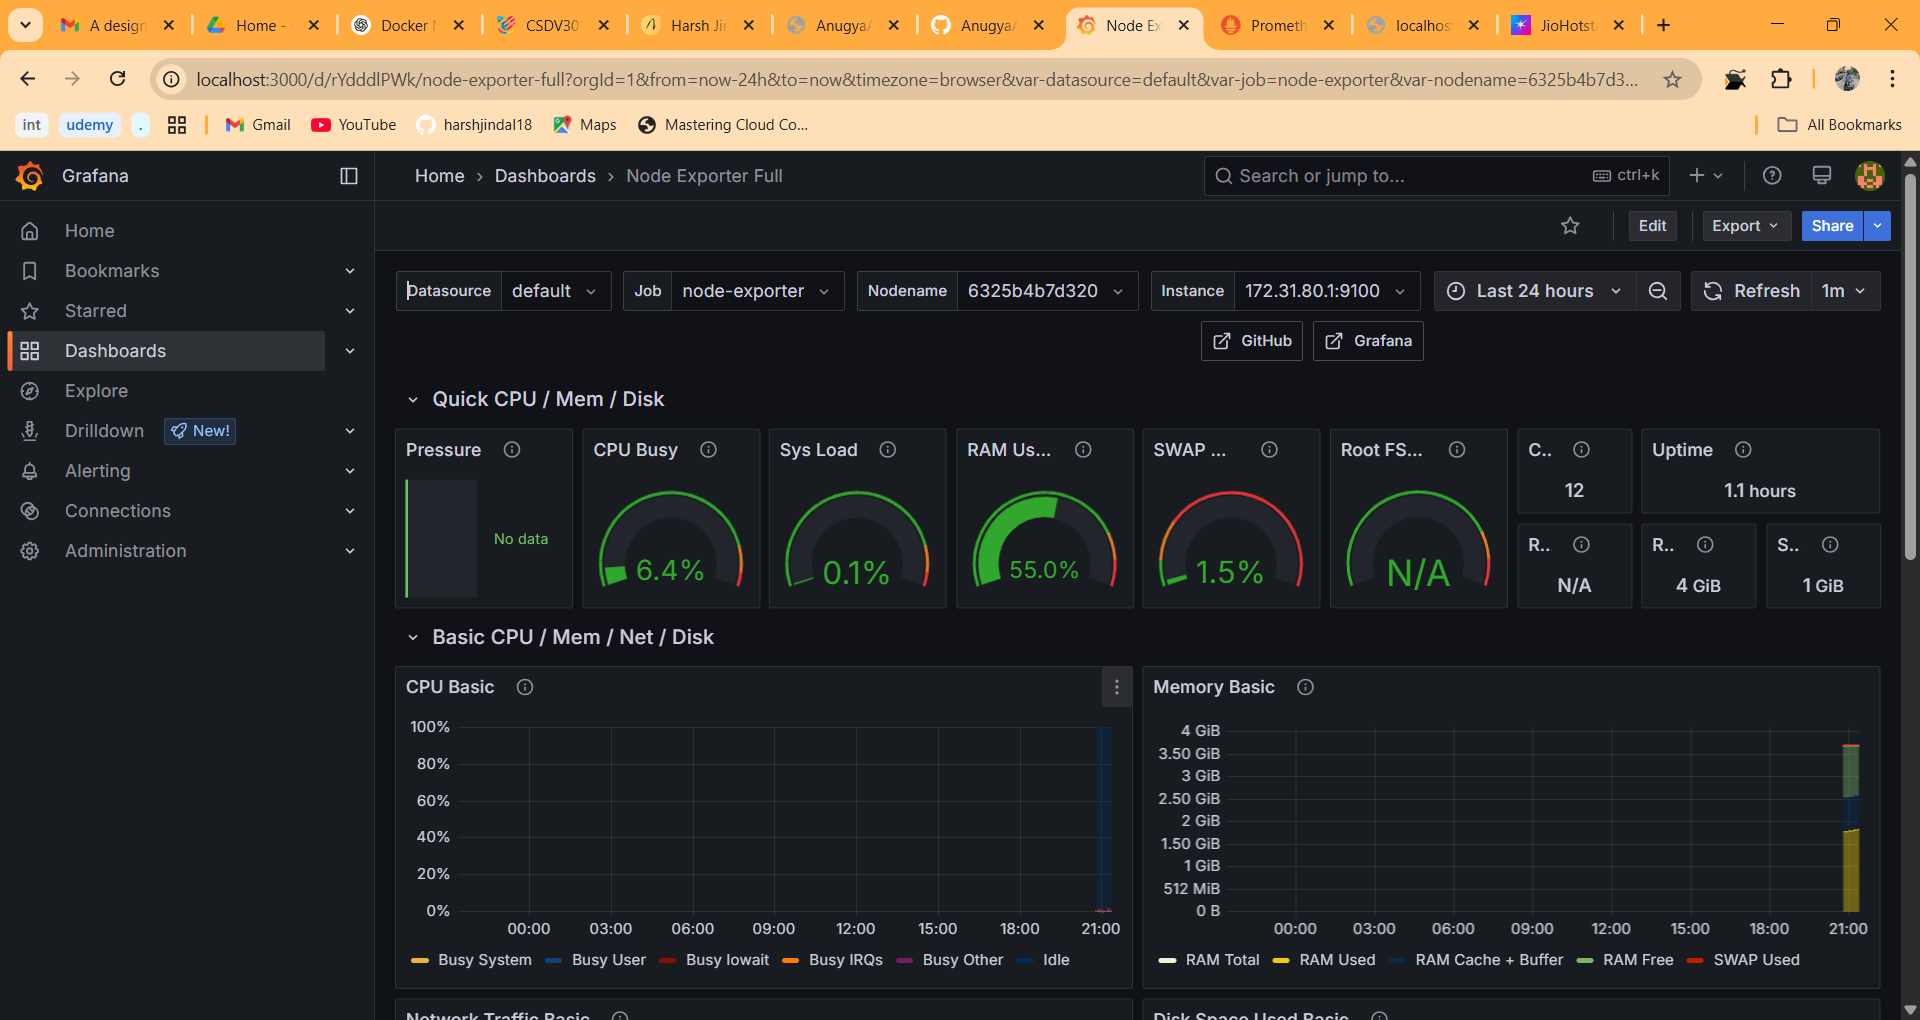 A design
Home -
Docker
CSDV30
Harsh Jin
AnugyaA
AnugyaA
Node Ex
Prometh
localhos
JioHotst
localhost:3000/d/rYdddlPWk/node-exporter-full?orgId=1&from=now-24h&to=now&timezone=browser&var-datasource=default&var-job=node-exporter&var-nodename=6325b4b7d3...
int
udemy
.
Gmail
YouTube
harshjindal18
Maps
Mastering Cloud Co...
All Bookmarks
Grafana
Home › Dashboards › Node Exporter Full
Search or jump to...
ctrl+k
Edit
Export
Share
Home
Bookmarks
Starred
Dashboards
Explore
Drilldown
New!
Alerting
Connections
Administration
Datasource default
Job node-exporter
Nodename 6325b4b7d320
Instance 172.31.80.1:9100
Last 24 hours
Refresh 1m
GitHub
Grafana
Quick CPU / Mem / Disk
Pressure
No data
CPU Busy
6.4%
Sys Load
0.1%
RAM Us...
55.0%
SWAP ...
1.5%
Root FS...
N/A
C..
12
Uptime
1.1 hours
R..
N/A
R..
4 GiB
S..
1 GiB
Basic CPU / Mem / Net / Disk
CPU Basic
100%
80%
60%
40%
20%
0%
00:00 03:00 06:00 09:00 12:00 15:00 18:00 21:00
Busy System Busy User Busy Iowait Busy IRQs Busy Other Idle
Memory Basic
4 GiB
3.50 GiB
3 GiB
2.50 GiB
2 GiB
1.50 GiB
1 GiB
512 MiB
0 B
00:00 03:00 06:00 09:00 12:00 15:00 18:00 21:00
RAM Total RAM Used RAM Cache + Buffer RAM Free SWAP Used
Network Traffic Basic
Disk Space Used Basic